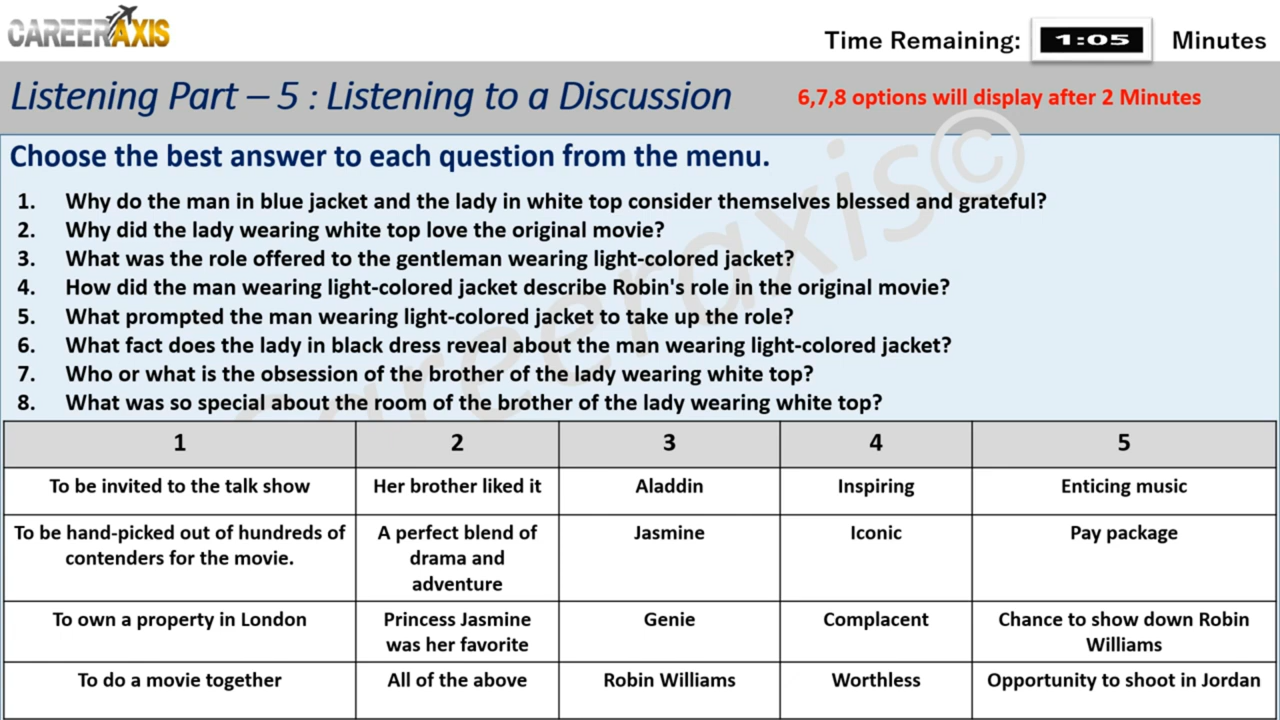 CAREERAXIS
Time Remaining: 1:05 Minutes
Listening Part – 5 : Listening to a Discussion
6,7,8 options will display after 2 Minutes
Choose the best answer to each question from the menu.
1. Why do the man in blue jacket and the lady in white top consider themselves blessed and grateful?
2. Why did the lady wearing white top love the original movie?
3. What was the role offered to the gentleman wearing light-colored jacket?
4. How did the man wearing light-colored jacket describe Robin's role in the original movie?
5. What prompted the man wearing light-colored jacket to take up the role?
6. What fact does the lady in black dress reveal about the man wearing light-colored jacket?
7. Who or what is the obsession of the brother of the lady wearing white top?
8. What was so special about the room of the brother of the lady wearing white top?
careeraxis©
1 2 3 4 5
To be invited to the talk show
Her brother liked it
Aladdin
Inspiring
Enticing music
To be hand-picked out of hundreds of
contenders for the movie.
A perfect blend of
drama and
adventure
Jasmine
Iconic
Pay package
To own a property in London
Princess Jasmine
was her favorite
Genie
Complacent
Chance to show down Robin
Williams
To do a movie together
All of the above
Robin Williams
Worthless
Opportunity to shoot in Jordan